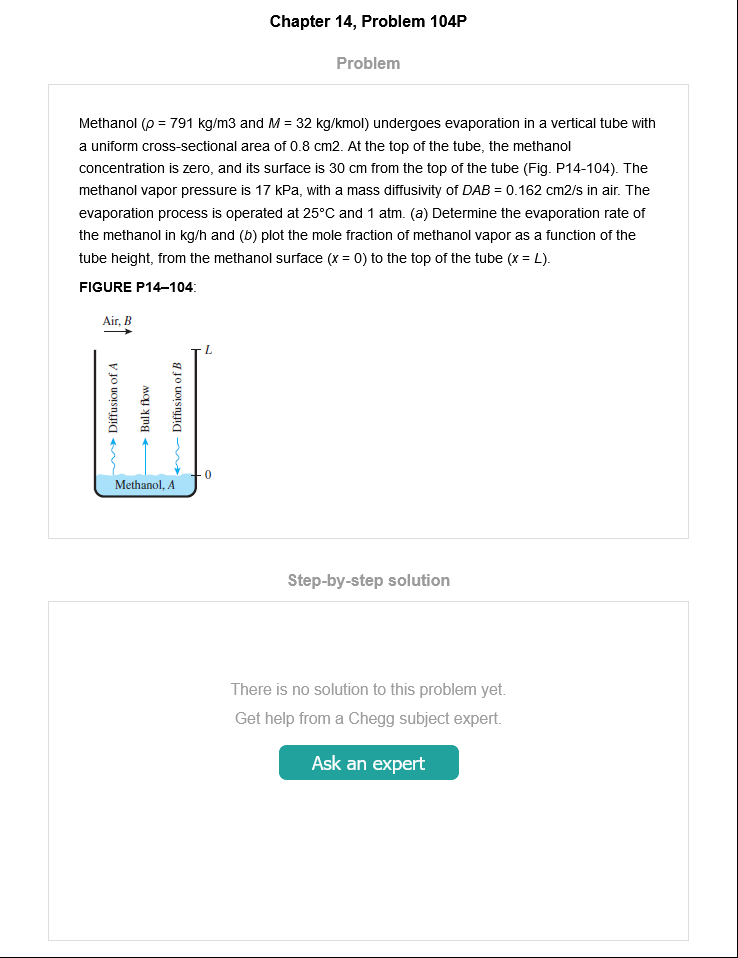 Chapter 14, Problem 104P
Problem
Methanol (ρ = 791 kg/m3 and M = 32 kg/kmol) undergoes evaporation in a vertical tube with
a uniform cross-sectional area of 0.8 cm2. At the top of the tube, the methanol
concentration is zero, and its surface is 30 cm from the top of the tube (Fig. P14-104). The
methanol vapor pressure is 17 kPa, with a mass diffusivity of DAB = 0.162 cm2/s in air. The
evaporation process is operated at 25°C and 1 atm. (a) Determine the evaporation rate of
the methanol in kg/h and (b) plot the mole fraction of methanol vapor as a function of the
tube height, from the methanol surface (x = 0) to the top of the tube (x = L).
FIGURE P14–104:
Air, B
L
Diffusion of A
Bulk flow
Diffusion of B
0
Methanol, A
Step-by-step solution
There is no solution to this problem yet.
Get help from a Chegg subject expert.
Ask an expert